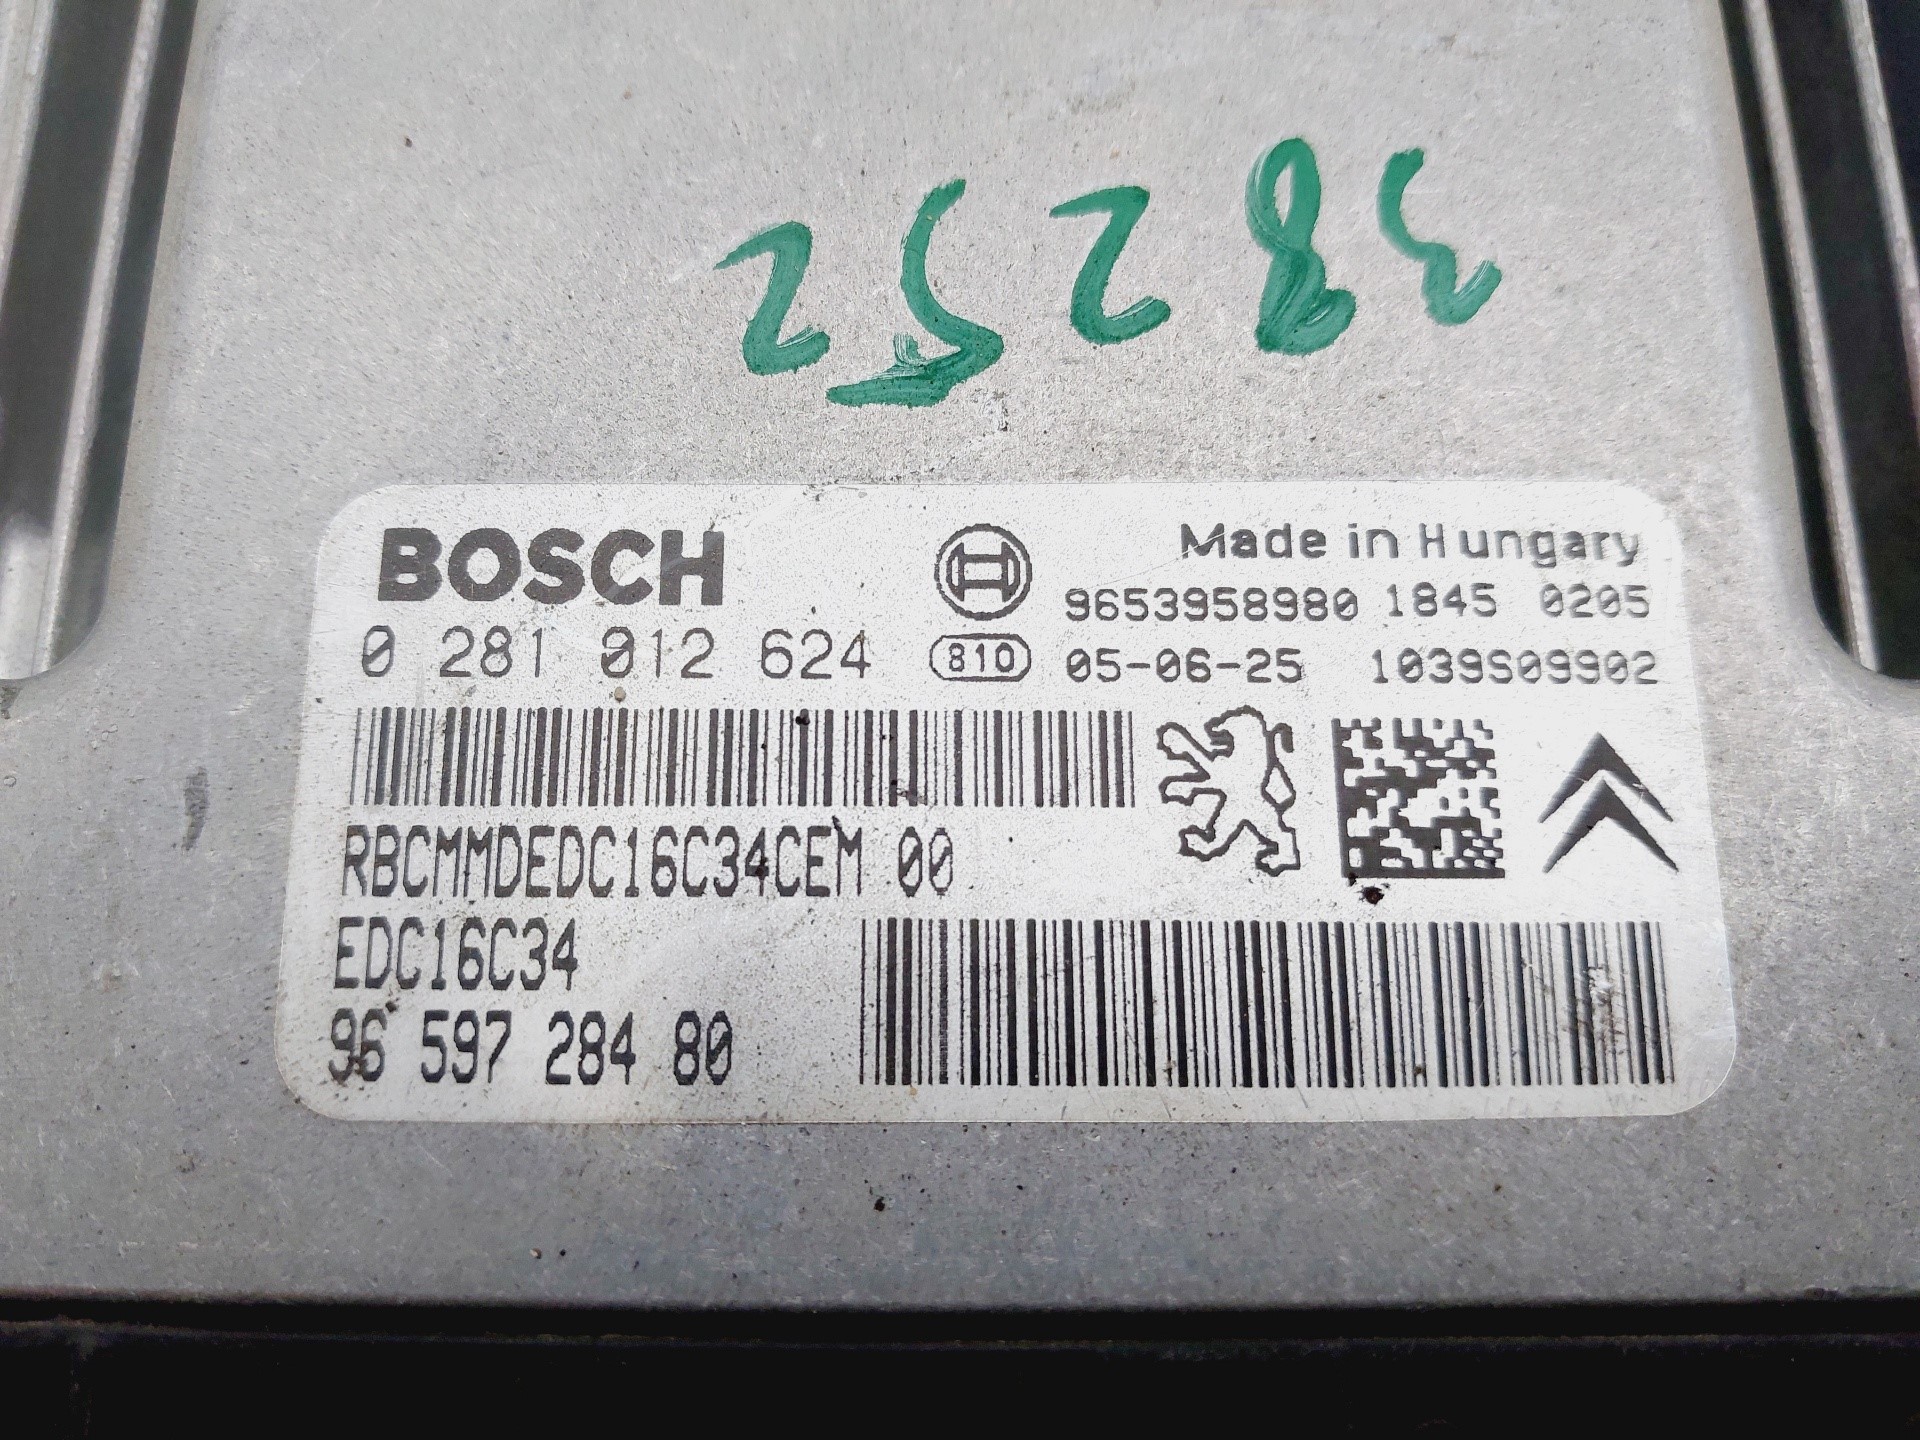 38252
BOSCH
Made in Hungary
9653958980 1845 0205
0 281 012 624 810 05-06-25 1039S09902
RBCMMDEDC16C34CEM 00
EDC16C34
96 597 284 80